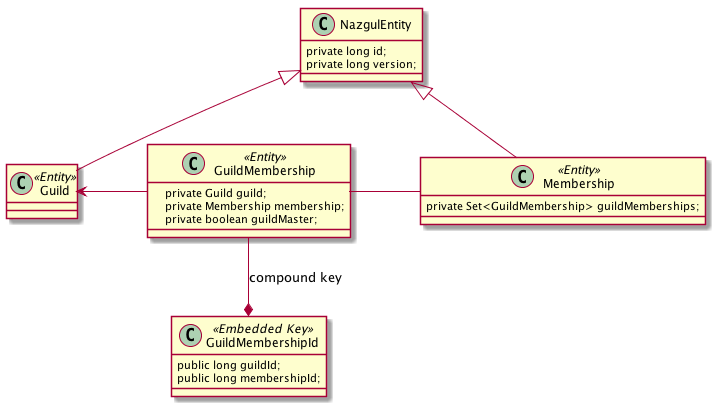 C NazgulEntity
private long id;
private long version;
C «Entity»
Guild
C «Entity»
GuildMembership
private Guild guild;
private Membership membership;
private boolean guildMaster;
C «Entity»
Membership
private Set<GuildMembership> guildMemberships;
compound key
C «Embedded Key»
GuildMembershipId
public long guildId;
public long membershipId;